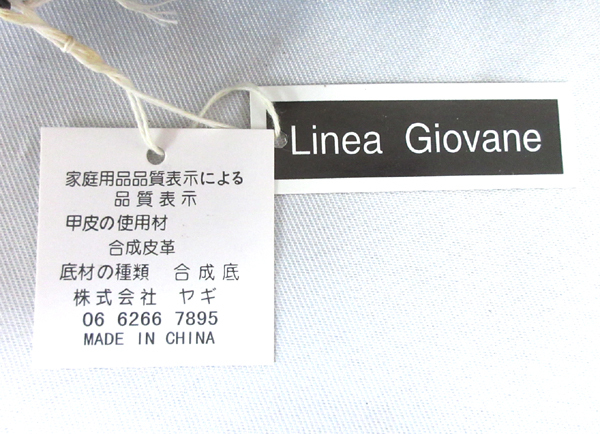 Linea Giovane
家庭用品品質表示による
品質表示
甲皮の使用材
合成皮革
底材の種類 合成底
株式会社 ヤギ
06 6266 7895
MADE IN CHINA